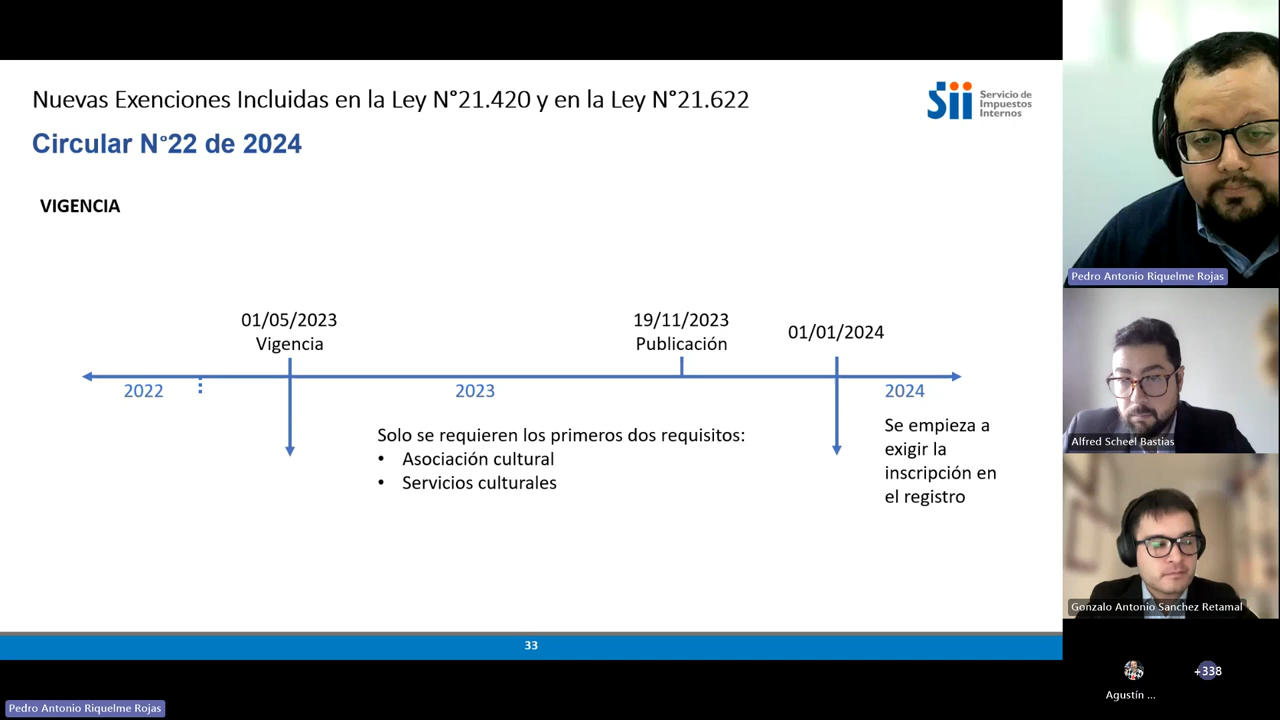 Nuevas Exenciones Incluidas en la Ley N°21.420 y en la Ley N°21.622
Circular N°22 de 2024
Sii Servicio de
Impuestos
Internos
VIGENCIA
01/05/2023
Vigencia
19/11/2023
Publicación
01/01/2024
2022
2023
2024
Solo se requieren los primeros dos requisitos:
• Asociación cultural
• Servicios culturales
Se empieza a
exigir la
inscripción en
el registro
33
Pedro Antonio Riquelme Rojas
Pedro Antonio Riquelme Rojas
Alfred Scheel Bastias
Gonzalo Antonio Sanchez Retamal
Agustín ...
+338